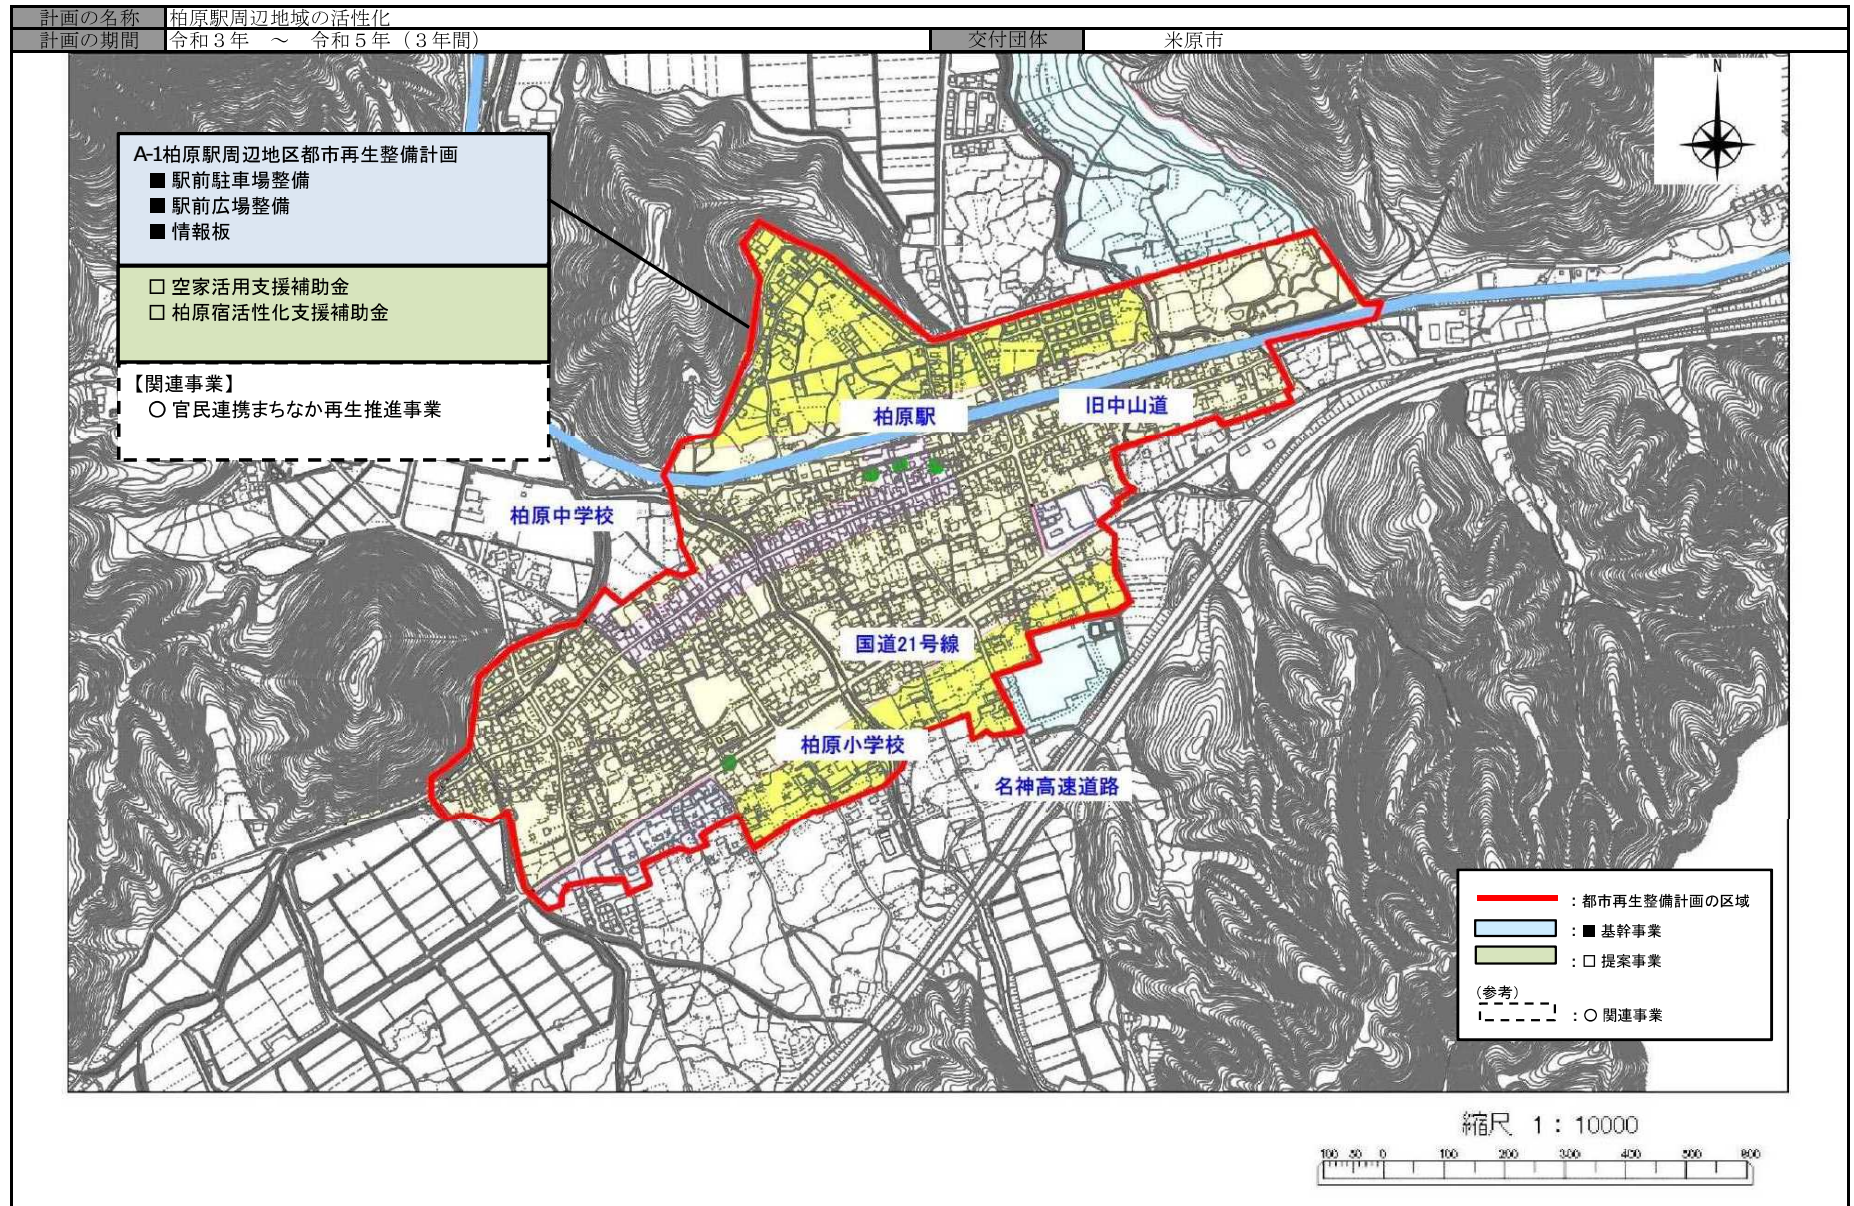 計画の名称 柏原駅周辺地域の活性化
計画の期間 令和３年　～　令和５年（３年間） 交付団体 米原市
N
A-1柏原駅周辺地区都市再生整備計画
■ 駅前駐車場整備
■ 駅前広場整備
■ 情報板
□ 空家活用支援補助金
□ 柏原宿活性化支援補助金
【関連事業】
○ 官民連携まちなか再生推進事業
柏原駅
旧中山道
柏原中学校
国道21号線
柏原小学校
名神高速道路
：都市再生整備計画の区域
：■ 基幹事業
：□ 提案事業
（参考）
：○ 関連事業
縮尺 1：10000
100 50 0 100 200 300 400 500 600